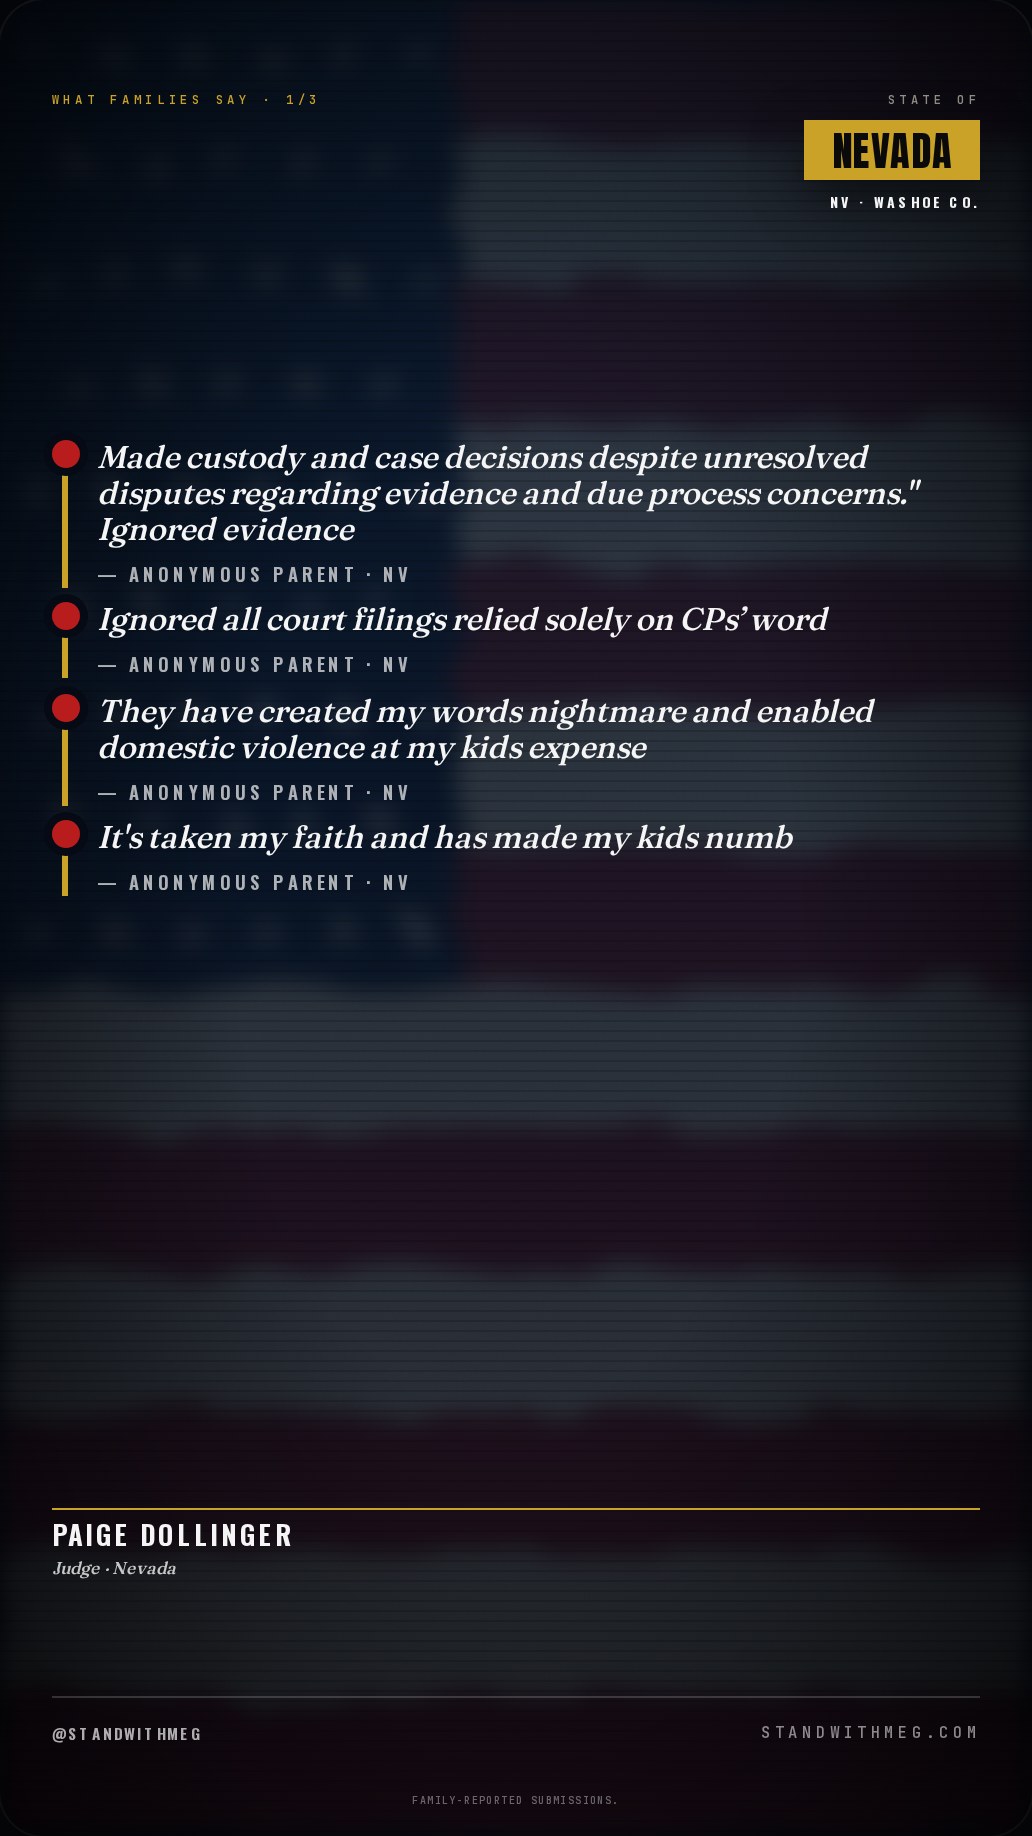 WHAT FAMILIES SAY · 1/3
STATE OF
NEVADA
NV · WASHOE CO.
Made custody and case decisions despite unresolved
disputes regarding evidence and due process concerns."
Ignored evidence
— ANONYMOUS PARENT · NV
Ignored all court filings relied solely on CPs’ word
— ANONYMOUS PARENT · NV
They have created my words nightmare and enabled
domestic violence at my kids expense
— ANONYMOUS PARENT · NV
It's taken my faith and has made my kids numb
— ANONYMOUS PARENT · NV
PAIGE DOLLINGER
Judge · Nevada
@STANDWITHMEG
STANDWITHMEG.COM
FAMILY-REPORTED SUBMISSIONS.